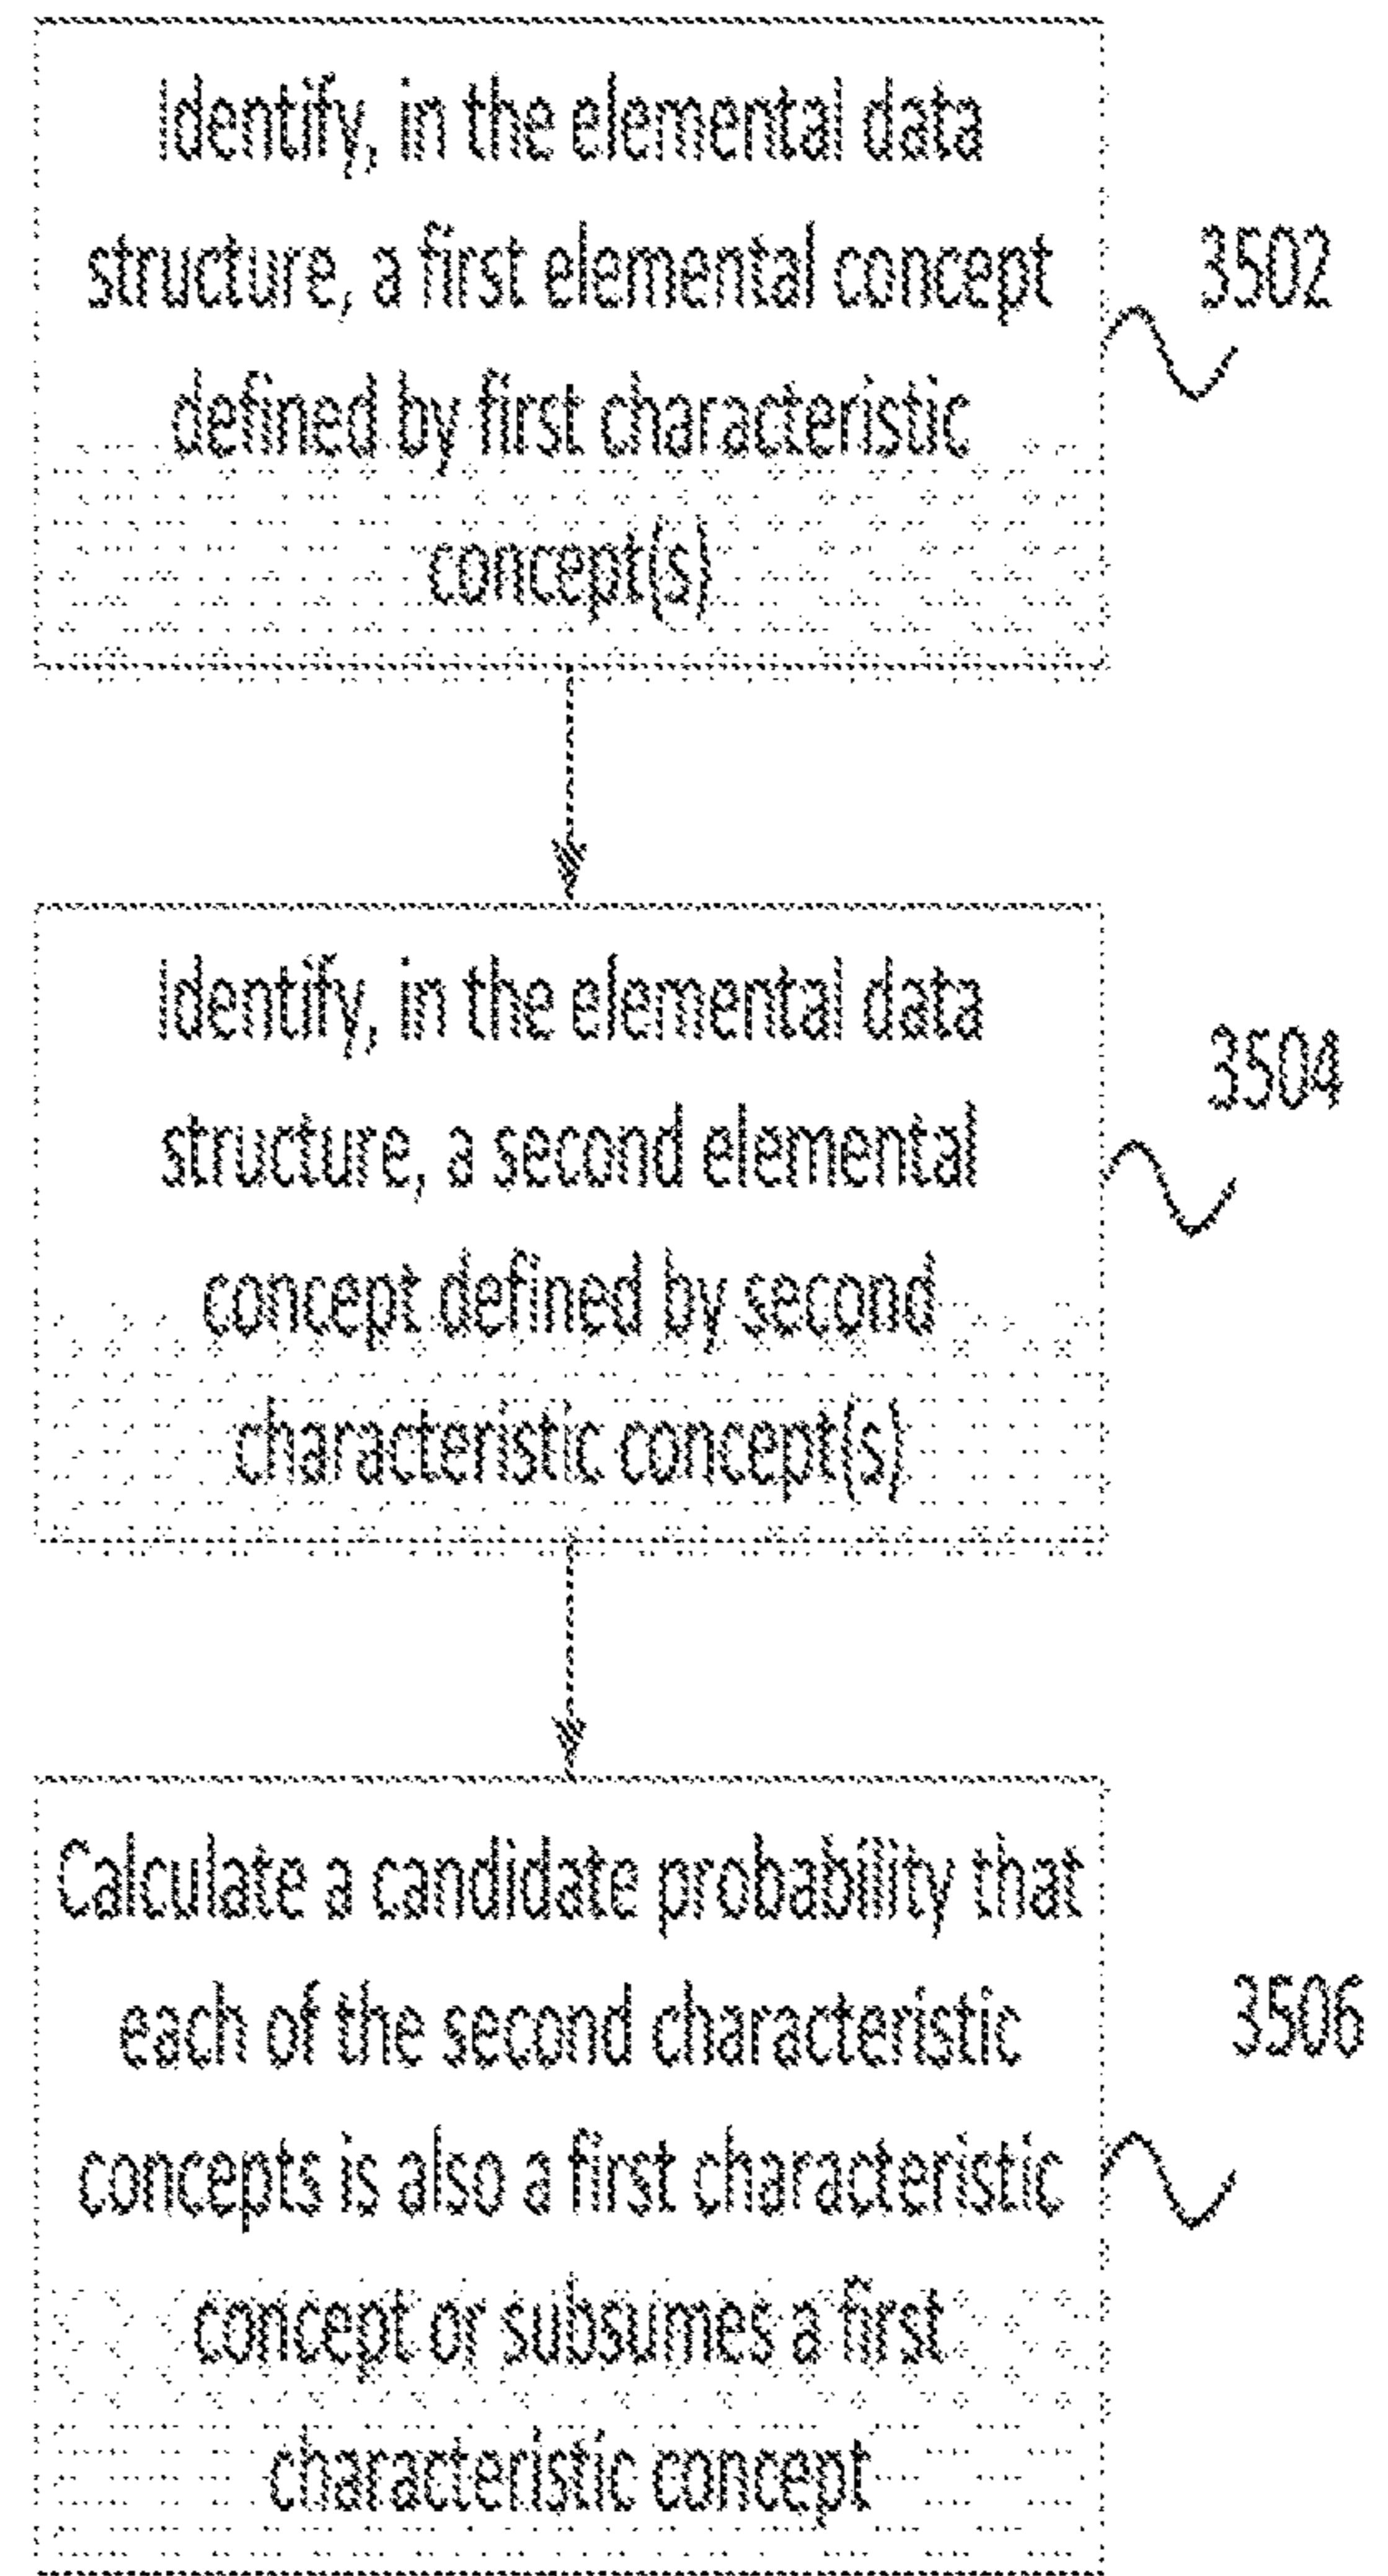 Identify, in the elemental data
structure, a first elemental concept
defined by first characteristic
concept(s)
3502
Identify, in the elemental data
structure, a second elemental
concept defined by second
characteristic concept(s)
3504
Calculate a candidate probability that
each of the second characteristic
concepts is also a first characteristic
concept or subsumes a first
characteristic concept
3506